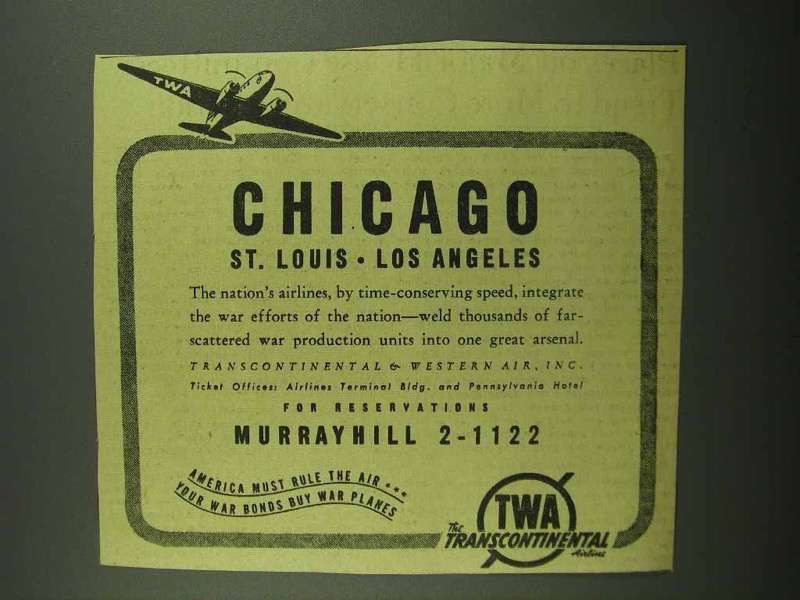 TWA
CHICAGO
ST. LOUIS • LOS ANGELES
The nation's airlines, by time-conserving speed, integrate
the war efforts of the nation—weld thousands of far-
scattered war production units into one great arsenal.
TRANSCONTINENTAL & WESTERN AIR, INC.
Ticket Offices: Airlines Terminal Bldg. and Pennsylvania Hotel
FOR RESERVATIONS
MURRAYHILL 2-1122
AMERICA MUST RULE THE AIR ★★★
YOUR WAR BONDS BUY WAR PLANES
TWA
The
TRANSCONTINENTAL
Airline